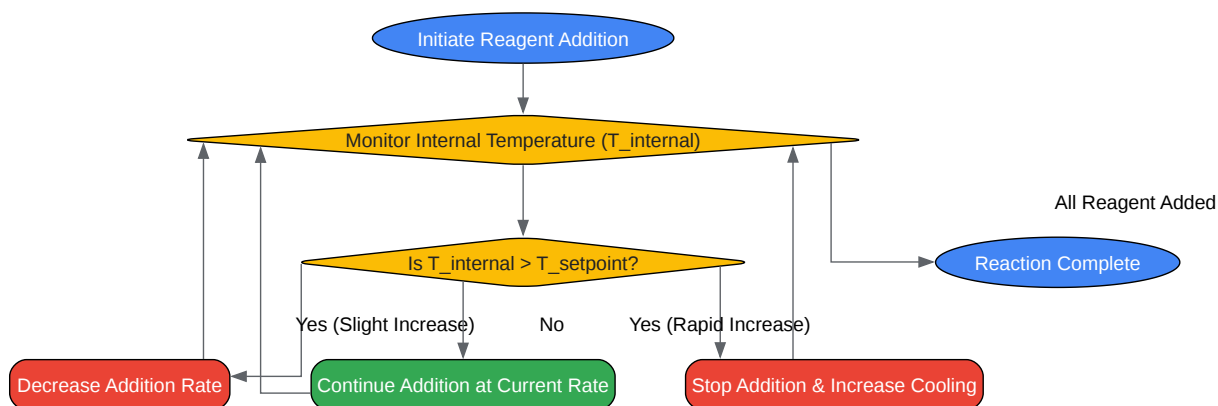 Initiate Reagent Addition
Monitor Internal Temperature (T_internal)
All Reagent Added
Is T_internal > T_setpoint?
Reaction Complete
Yes (Slight Increase)
No
Yes (Rapid Increase)
Decrease Addition Rate
Continue Addition at Current Rate
Stop Addition & Increase Cooling